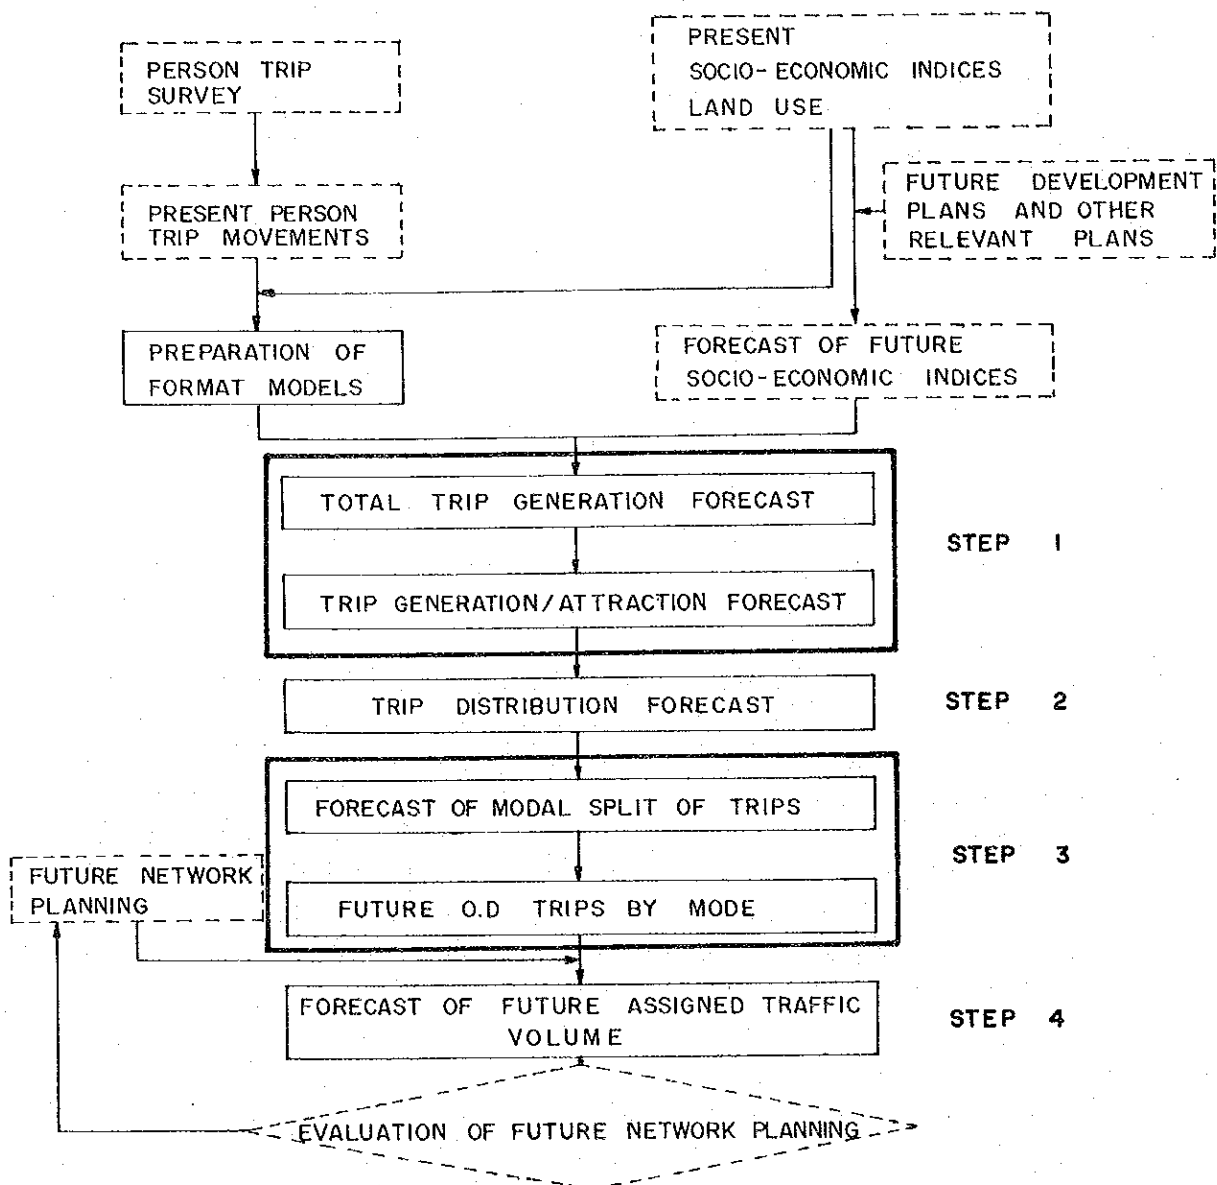 PERSON TRIP
SURVEY
PRESENT
SOCIO-ECONOMIC INDICES
LAND USE
FUTURE DEVELOPMENT
PLANS AND OTHER
RELEVANT PLANS
PRESENT PERSON
TRIP MOVEMENTS
PREPARATION OF
FORMAT MODELS
FORECAST OF FUTURE
SOCIO-ECONOMIC INDICES
TOTAL TRIP GENERATION FORECAST
STEP 1
TRIP GENERATION/ATTRACTION FORECAST
TRIP DISTRIBUTION FORECAST
STEP 2
FORECAST OF MODAL SPLIT OF TRIPS
STEP 3
FUTURE O.D TRIPS BY MODE
FUTURE NETWORK
PLANNING
FORECAST OF FUTURE ASSIGNED TRAFFIC
VOLUME
STEP 4
EVALUATION OF FUTURE NETWORK PLANNING